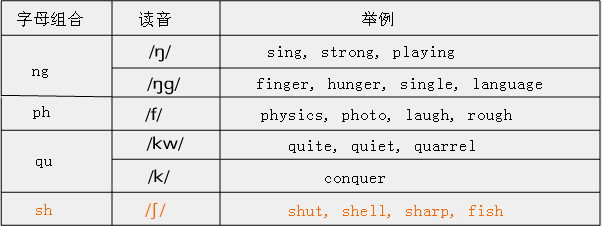 字母组合 读音 举例
ng /ŋ/ sing, strong, playing
/ŋg/ finger, hunger, single, language
ph /f/ physics, photo, laugh, rough
qu /kw/ quite, quiet, quarrel
/k/ conquer
sh /ʃ/ shut, shell, sharp, fish